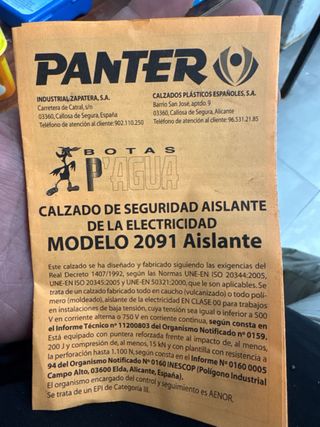 PANTER
INDUSTRIAL ZAPATERA, S.A.
Carretera de Catral, s/n
03360, Callosa de Segura, España
Teléfono de atención al cliente: 902.110.250
CALZADOS PLÁSTICOS ESPAÑOLES, S.A.
Barrio San José, aptdo. 9
03360, Callosa de Segura, Alicante
Teléfono de atención al cliente: 96.531.21.85
BOTAS
P'AGUA
CALZADO DE SEGURIDAD AISLANTE
DE LA ELECTRICIDAD
MODELO 2091 Aislante
Este calzado se ha diseñado y fabricado siguiendo las exigencias del
Real Decreto 1407/1992, según las Normas UNE-EN ISO 20344:2005,
UNE-EN ISO 20345:2005 y UNE-EN 50321:2000, que le son aplicables. Se
trata de un calzado fabricado todo en caucho (vulcanizado) o todo polí-
mero (moldeado), aislante de la electricidad EN CLASE 00 para trabajos
en instalaciones de baja tensión, cuya tensión sea igual o inferior a 500
V en corriente alterna o 750 V en corriente continua, según consta en
el Informe Técnico nº 11200803 del Organismo Notificado nº 0159.
Está equipado con puntera reforzada frente al impacto de, al menos,
200 J y compresión de, al menos, 15 kN y con plantilla con resistencia a
la perforación hasta 1.100 N, según consta en el Informe Nº 0160 0005
94 del Organismo Notificado Nº 0160 INESCOP (Polígono Industrial
Campo Alto, 03600 Elda, Alicante, España).
El organismo encargado del control y seguimiento es AENOR.
Se trata de un EPI de Categoría III.